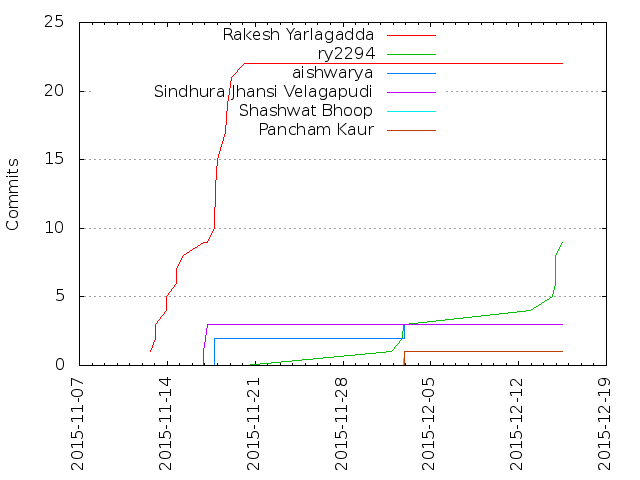 25
20
15
10
5
0
Commits
Rakesh Yarlagadda
ry2294
aishwarya
Sindhura Jhansi Velagapudi
Shashwat Bhoop
Pancham Kaur
2015-11-07
2015-11-14
2015-11-21
2015-11-28
2015-12-05
2015-12-12
2015-12-19